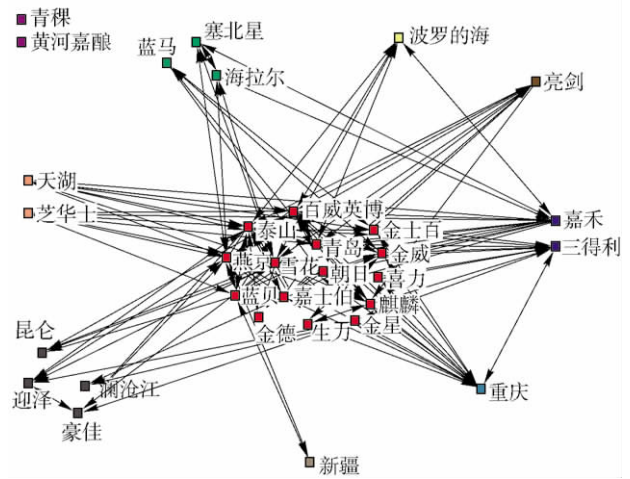 青稞
黄河嘉酿
塞北星
蓝马
海拉尔
波罗的海
亮剑
天湖
芝华士
百威英博
泰山
金士百
嘉禾
青岛
金威
三得利
燕京
雪花
朝日
喜力
蓝贝
嘉士伯
麒麟
金德
生力
金星
昆仑
迎泽
澜沧江
豪佳
重庆
新疆